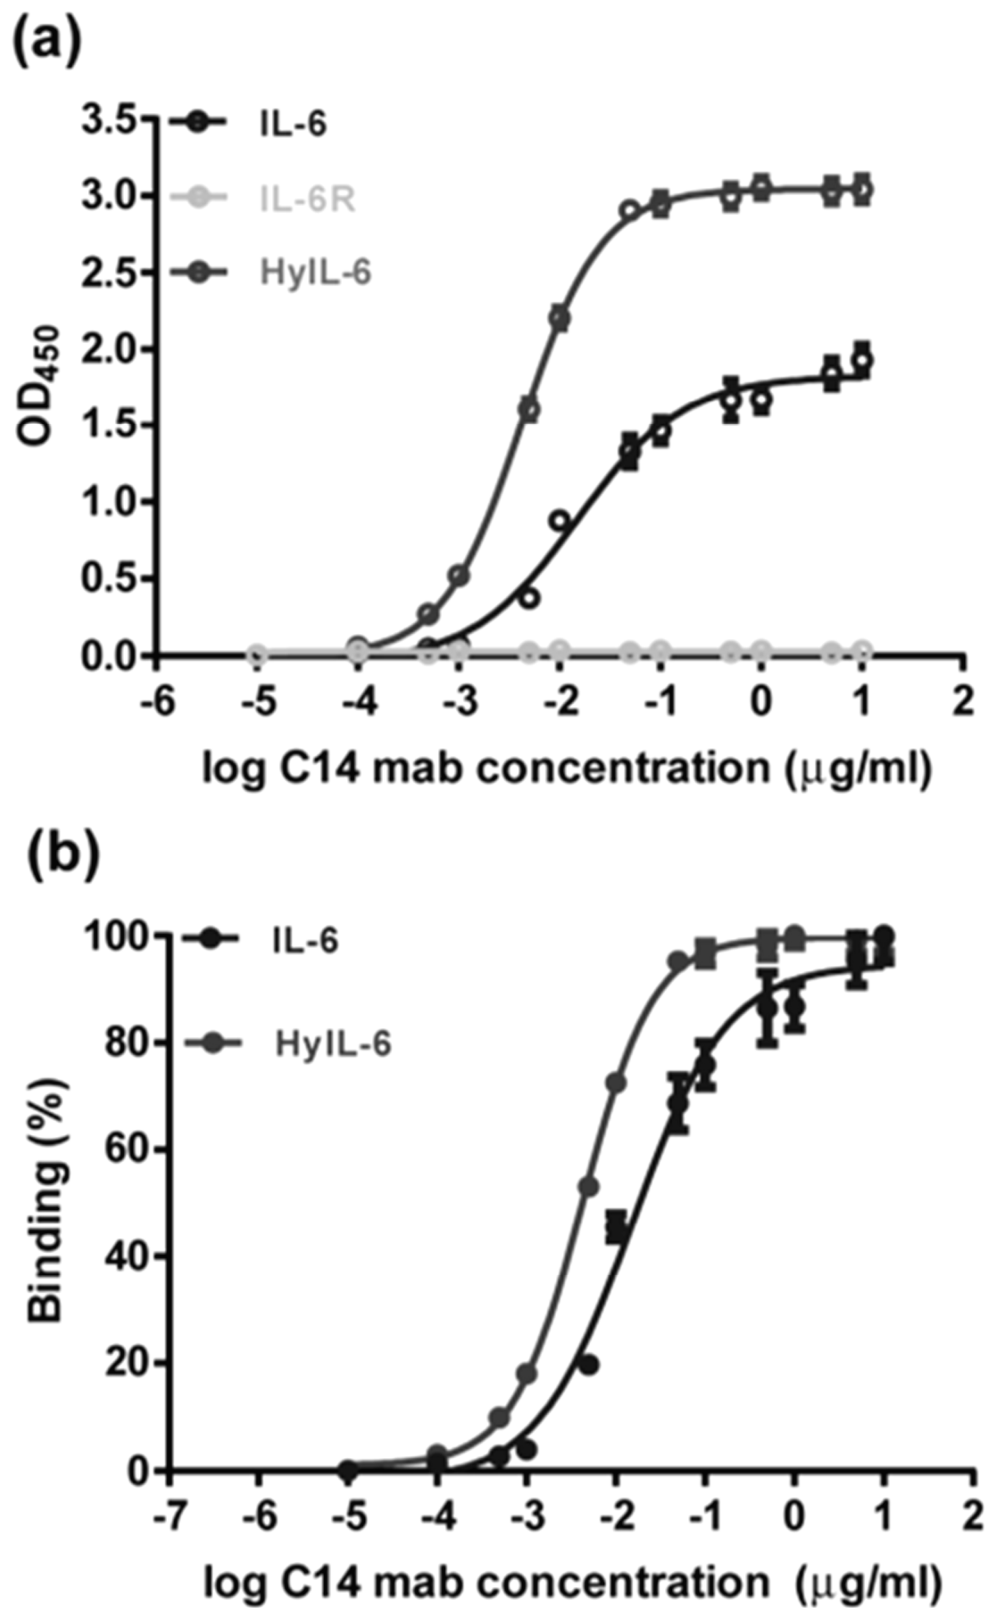 (a)
3.5
IL-6
3.0
IL-6R
2.5
HyIL-6
2.0
1.5
1.0
0.5
0.0
OD450
-6 -5 -4 -3 -2 -1 0 1 2
log C14 mab concentration (μg/ml)
(b)
100
IL-6
80
HyIL-6
60
40
20
0
Binding (%)
-7 -6 -5 -4 -3 -2 -1 0 1 2
log C14 mab concentration (μg/ml)